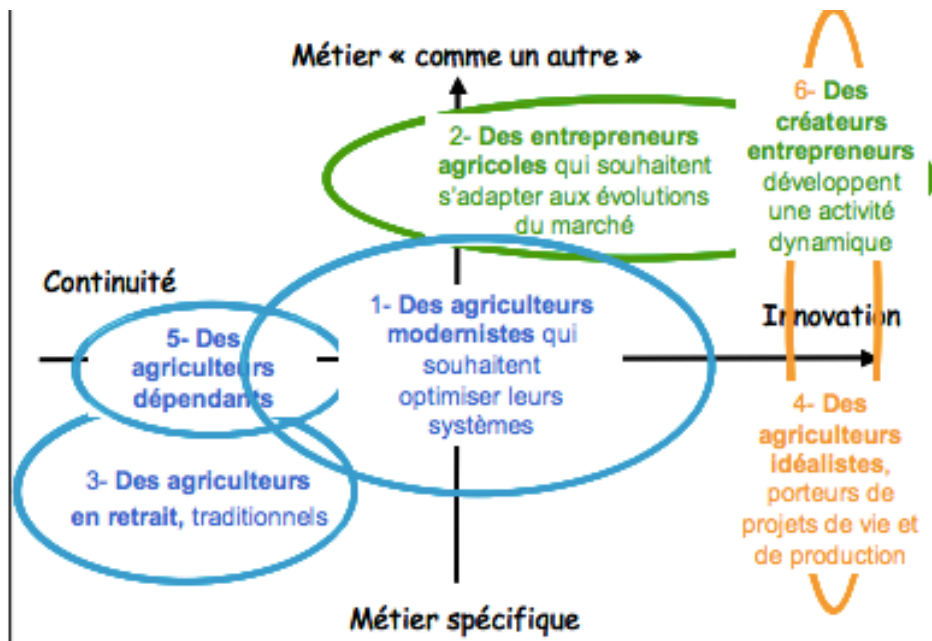 Métier « comme un autre »
2- Des entrepreneurs
agricoles qui souhaitent
s'adapter aux évolutions
du marché
6- Des
créateurs
entrepreneurs
développent
une activité
dynamique
Continuité
1- Des agriculteurs
modernistes qui
souhaitent
optimiser leurs
systèmes
Innovation
5- Des
agriculteurs
dépendants
3- Des agriculteurs
en retrait, traditionnels
4- Des
agriculteurs
idéalistes,
porteurs de
projets de vie et
de production
Métier spécifique